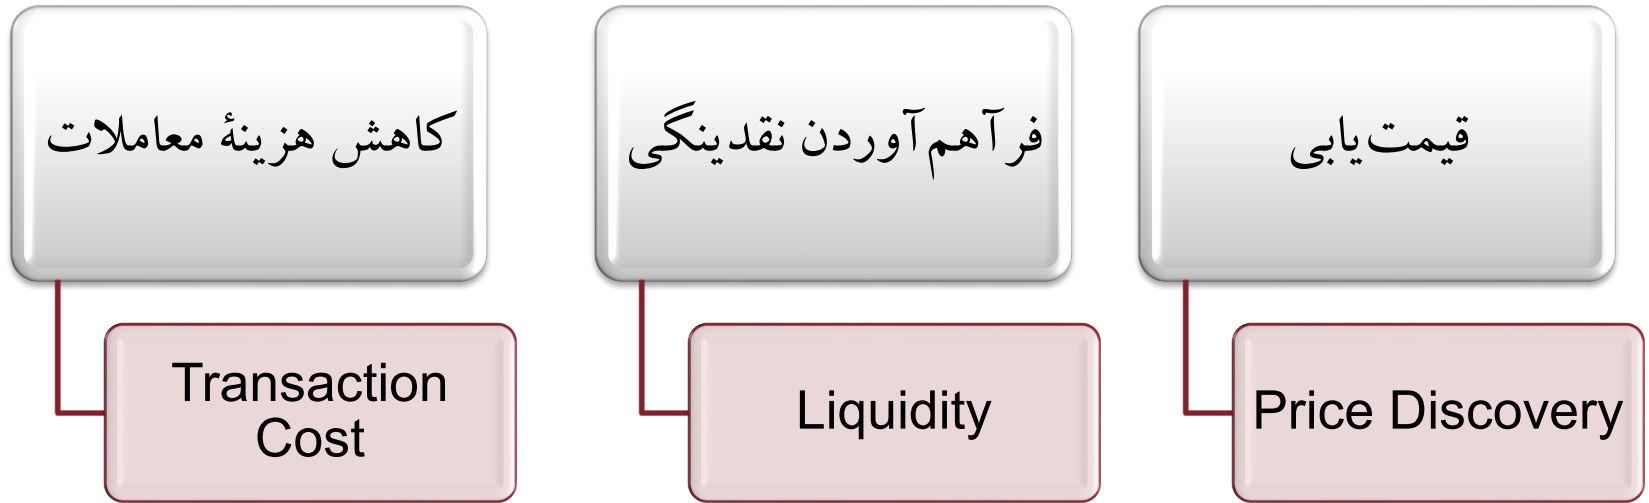 قیمت‌یابی
Price Discovery
فرآهم‌آوردن نقدینگی
Liquidity
کاهش هزینهٔ معاملات
Transaction
Cost